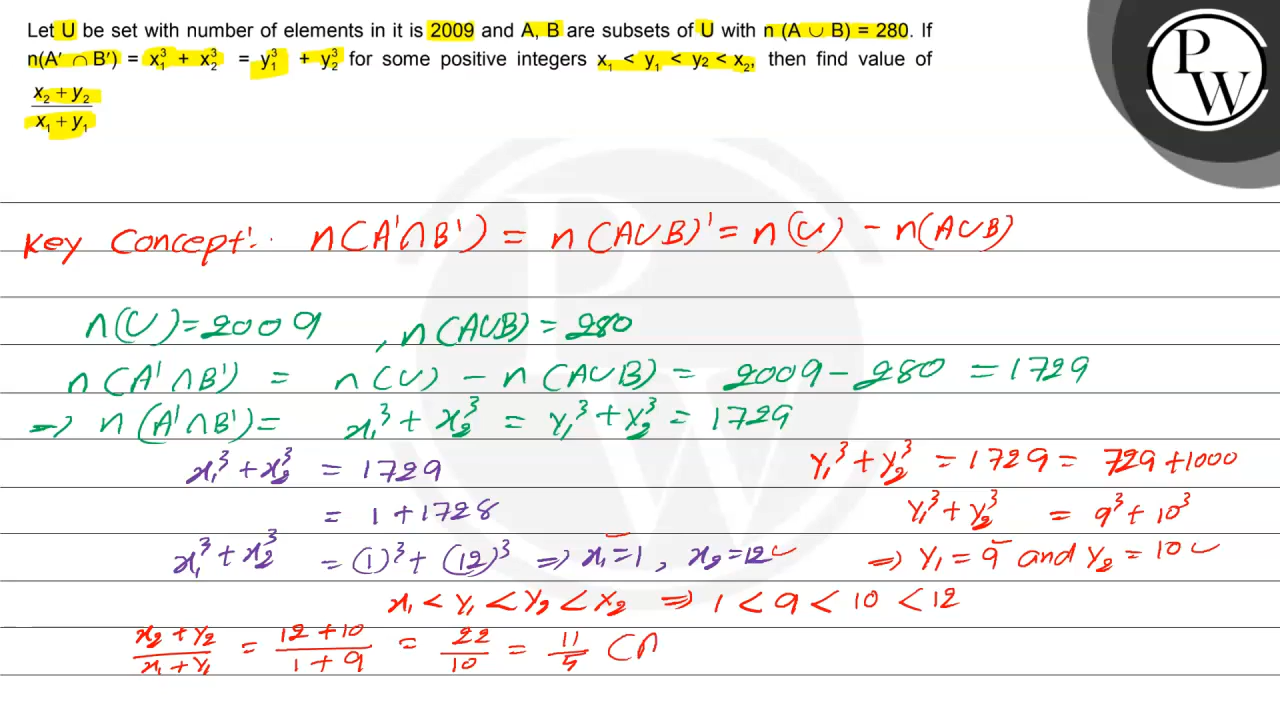 Let U be set with number of elements in it is 2009 and A, B are subsets of U with n (A ∪ B) = 280. If
n(A′ ∩ B′) = x₁³ + x₂³ = y₁³ + y₂³ for some positive integers x₁ < y₁ < y₂ < x₂, then find value of
x₂ + y₂
x₁ + y₁
P
W
Key Concept:- n(A'∩B') = n(A∪B)' = n(U) - n(A∪B)
n(U) = 2009 , n(A∪B) = 280
n(A'∩B') = n(U) - n(A∪B) = 2009 - 280 = 1729
⇒ n(A'∩B') = x₁³ + x₂³ = y₁³ + y₂³ = 1729
x₁³ + x₂³ = 1729
y₁³ + y₂³ = 1729 = 729 + 1000
= 1 + 1728
y₁³ + y₂³ = 9³ + 10³
x₁³ + x₂³ = (1)³ + (12)³ ⇒ x₁ = 1 , x₂ = 12
⇒ y₁ = 9 and y₂ = 10
x₁ < y₁ < y₂ < x₂ ⇒ 1 < 9 < 10 < 12
x₂ + y₂ / x₁ + y₁ = 12 + 10 / 1 + 9 = 22 / 10 = 11 / 5